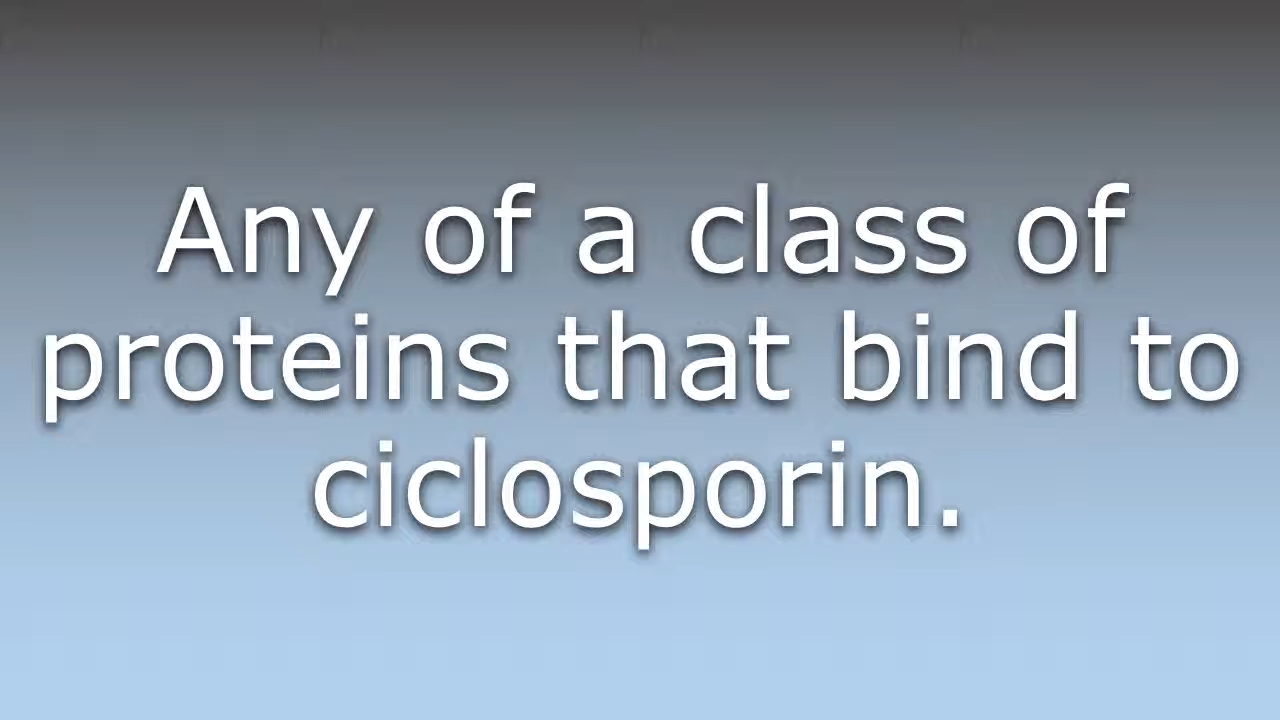 Any of a class of
proteins that bind to
ciclosporin.